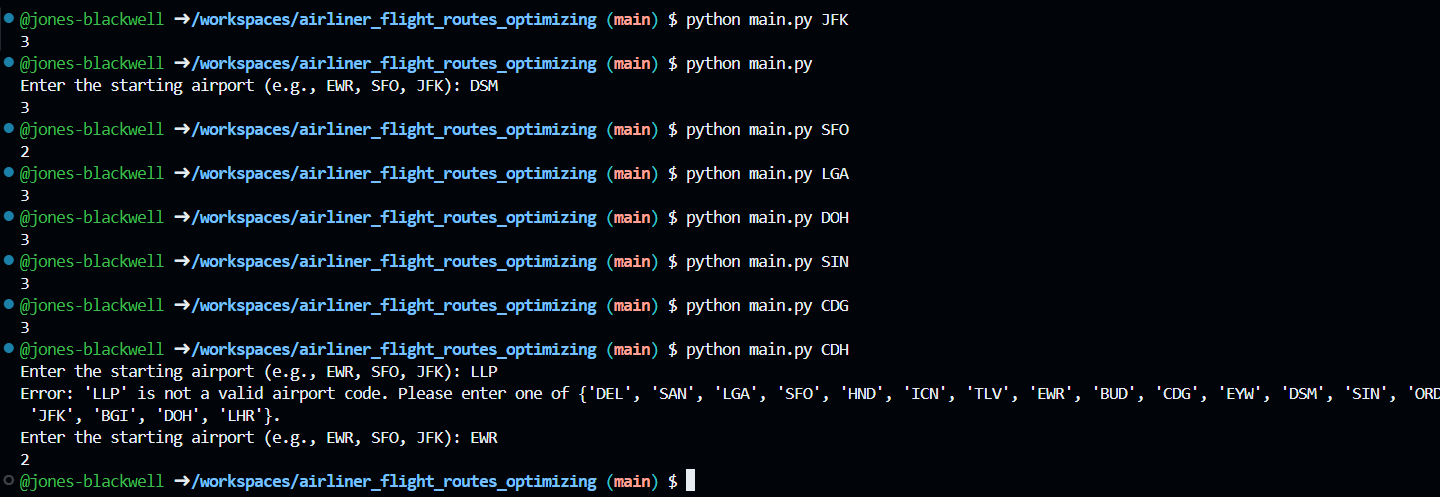 @jones-blackwell ➜/workspaces/airliner_flight_routes_optimizing (main) $ python main.py JFK
3
@jones-blackwell ➜/workspaces/airliner_flight_routes_optimizing (main) $ python main.py
Enter the starting airport (e.g., EWR, SFO, JFK): DSM
3
@jones-blackwell ➜/workspaces/airliner_flight_routes_optimizing (main) $ python main.py SFO
2
@jones-blackwell ➜/workspaces/airliner_flight_routes_optimizing (main) $ python main.py LGA
3
@jones-blackwell ➜/workspaces/airliner_flight_routes_optimizing (main) $ python main.py DOH
3
@jones-blackwell ➜/workspaces/airliner_flight_routes_optimizing (main) $ python main.py SIN
3
@jones-blackwell ➜/workspaces/airliner_flight_routes_optimizing (main) $ python main.py CDG
3
@jones-blackwell ➜/workspaces/airliner_flight_routes_optimizing (main) $ python main.py CDH
Enter the starting airport (e.g., EWR, SFO, JFK): LLP
Error: 'LLP' is not a valid airport code. Please enter one of {'DEL', 'SAN', 'LGA', 'SFO', 'HND', 'ICN', 'TLV', 'EWR', 'BUD', 'CDG', 'EYW', 'DSM', 'SIN', 'ORD
'JFK', 'BGI', 'DOH', 'LHR'}.
Enter the starting airport (e.g., EWR, SFO, JFK): EWR
2
@jones-blackwell ➜/workspaces/airliner_flight_routes_optimizing (main) $